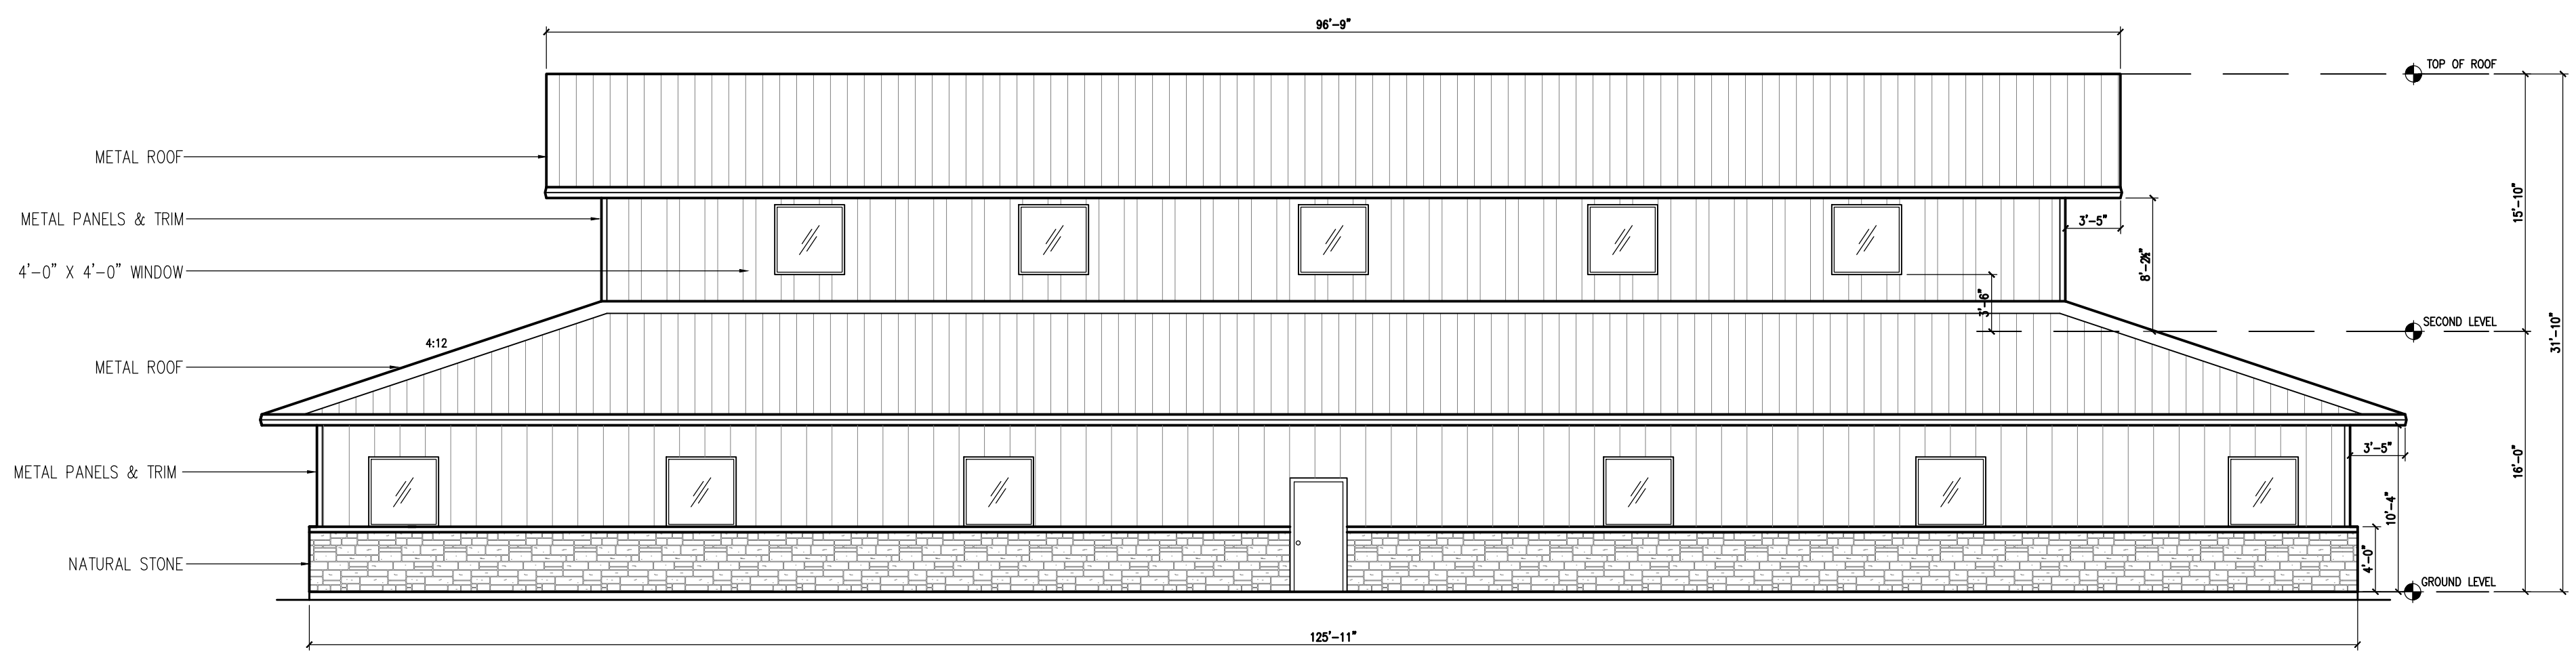 96'-9"
TOP OF ROOF
METAL ROOF
15'-10"
METAL PANELS & TRIM
3'-5"
4'-0" X 4'-0" WINDOW
8'-2½"
3'-6"
SECOND LEVEL
31'-10"
4:12
METAL ROOF
3'-5"
METAL PANELS & TRIM
16'-0"
10'-4"
4'-0"
NATURAL STONE
GROUND LEVEL
125'-11"